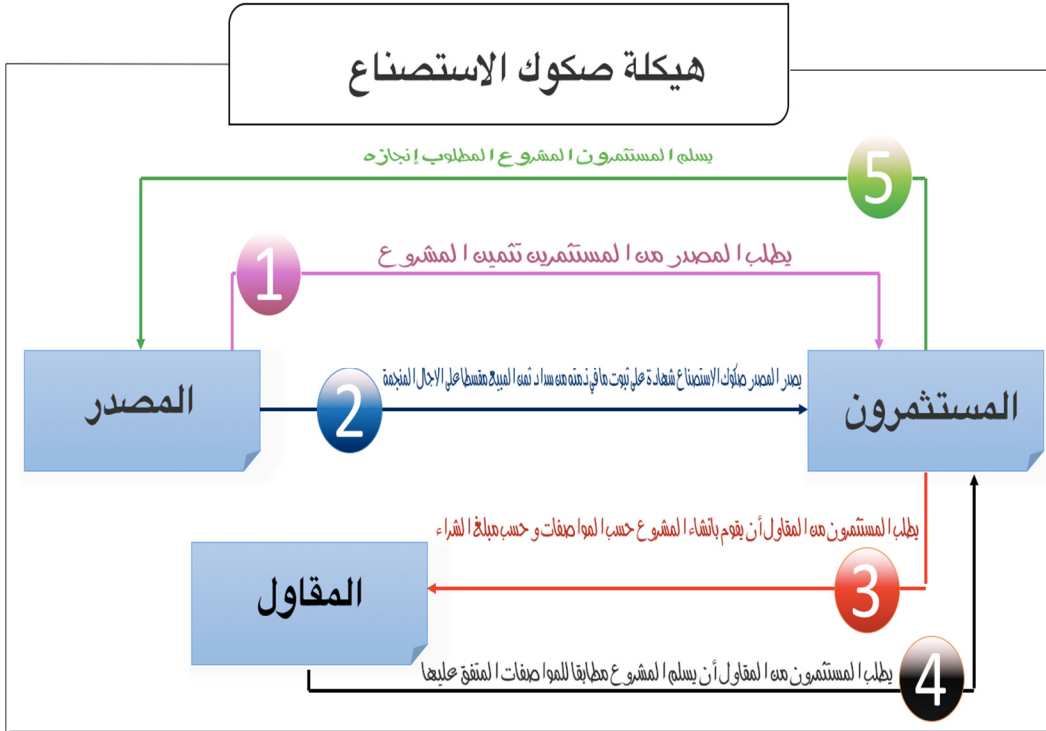 هيكلة صكوك الاستصناع
يسلم المستثمرون المشروع المطلوب إنجازه
5
يطلب المصدر من المستثمرين تثمين المشروع
1
المصدر
يصدر المصدر صكوك الاستصناع شهادة على ثبوت ما في ذمته من سداد ثمن المبيع مقسطا على الاجال المنجمة
2
المستثمرون
يطلب المستثمرون من المقاول أن يقوم بانشاء المشروع حسب المواصفات و حسب مبلغ الشراء
3
المقاول
يطلب المستثمرون من المقاول أن يسلم المشروع مطابقا للمواصفات المتفق عليها
4